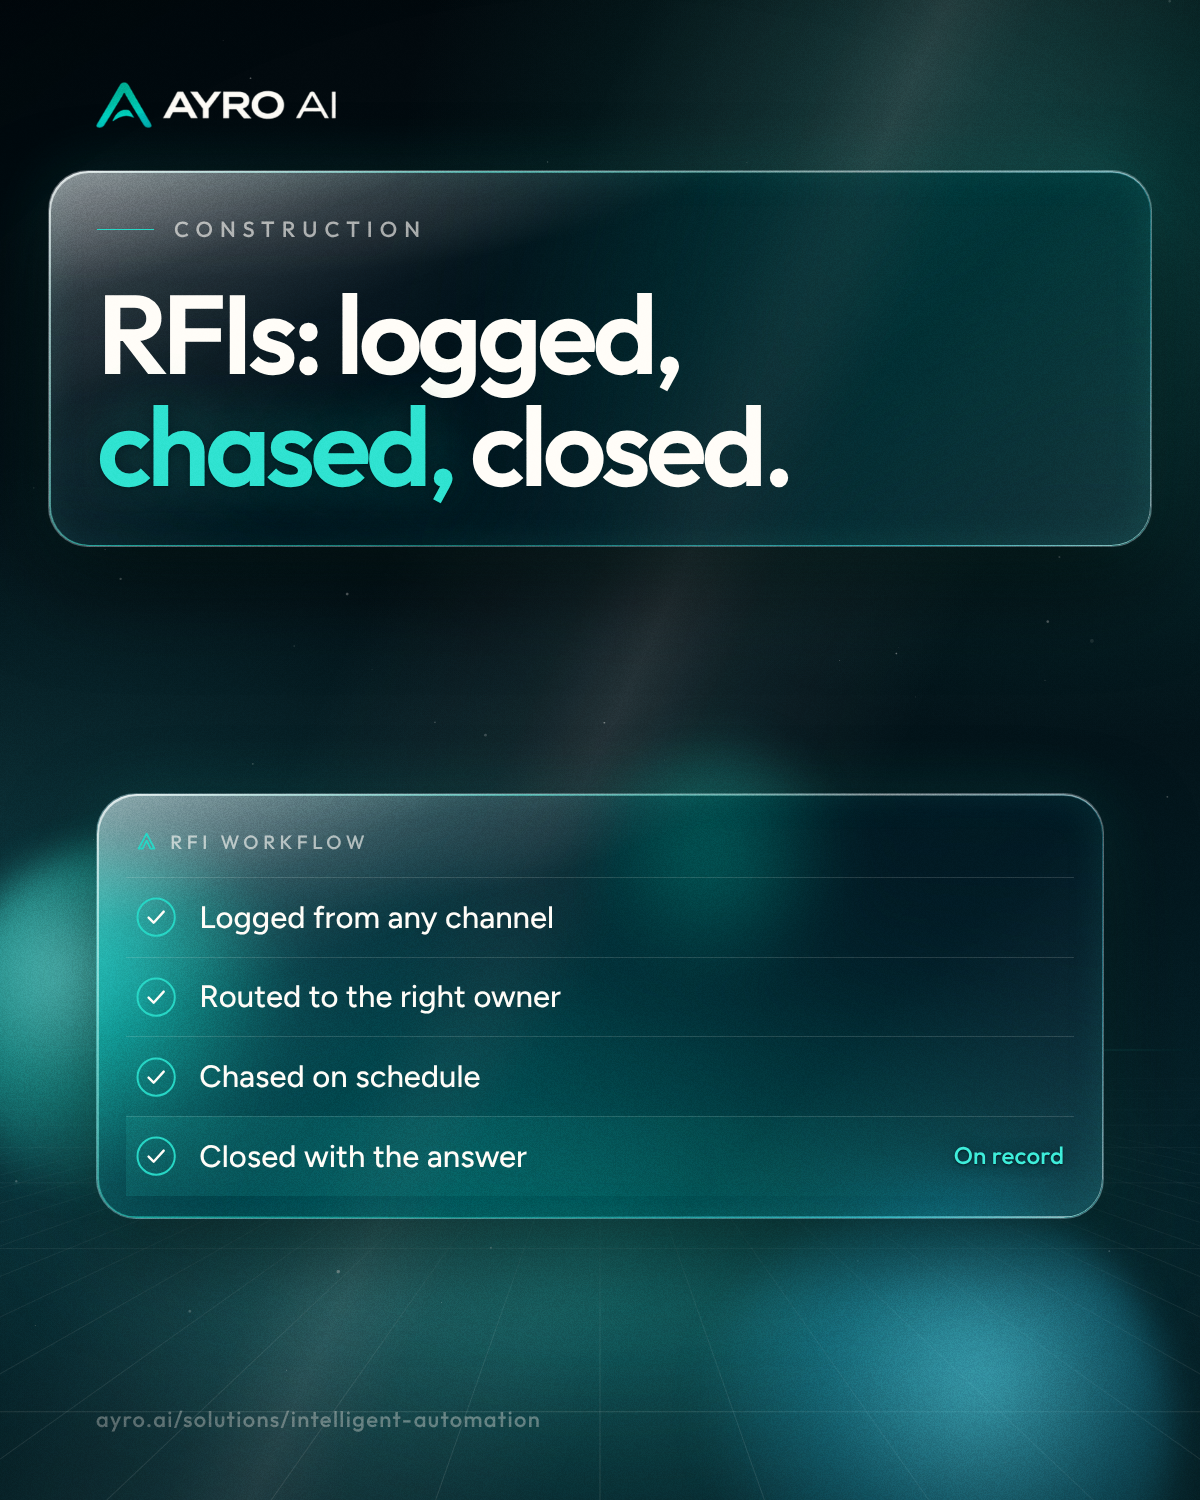 AYRO AI
CONSTRUCTION
RFIs: logged,
chased, closed.
RFI WORKFLOW
Logged from any channel
Routed to the right owner
Chased on schedule
Closed with the answer
On record
ayro.ai/solutions/intelligent-automation